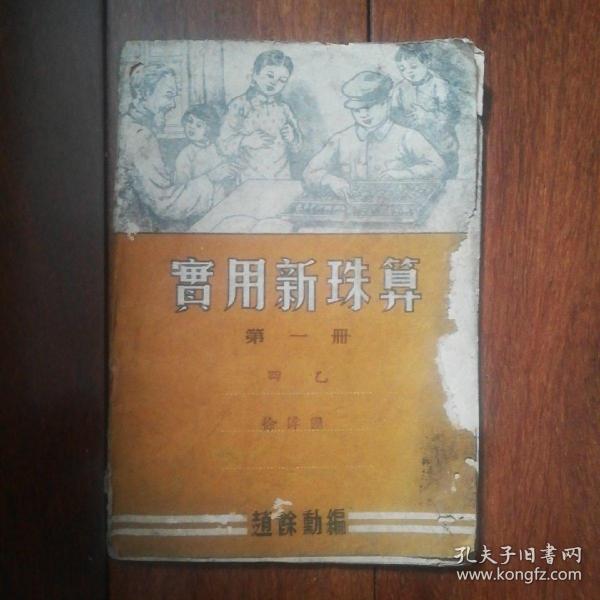 實用新珠算
第一冊
四乙
徐
趙餘勳編
孔夫子旧书网
www.kongfz.com